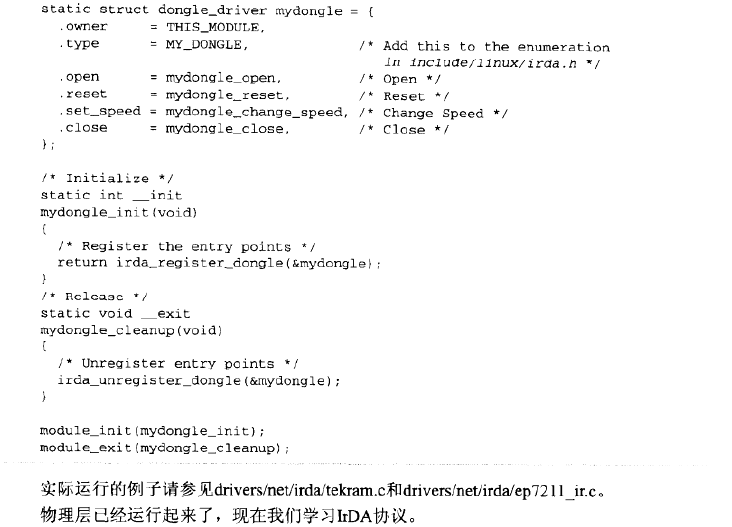 static struct dongle_driver mydongle = {
  .owner     = THIS_MODULE,
  .type      = MY_DONGLE,             /* Add this to the enumeration
                                         in include/linux/irda.h */
  .open      = mydongle_open,         /* Open */
  .reset     = mydongle_reset,        /* Reset */
  .set_speed = mydongle_change_speed, /* Change Speed */
  .close     = mydongle_close,        /* Close */
};

/* Initialize */
static int __init
mydongle_init(void)
{
  /* Register the entry points */
  return irda_register_dongle(&mydongle);
}
/* Release */
static void __exit
mydongle_cleanup(void)
{
  /* Unregister entry points */
  irda_unregister_dongle(&mydongle);
}

module_init(mydongle_init);
module_exit(mydongle_cleanup);

实际运行的例子请参见drivers/net/irda/tekram.c和drivers/net/irda/ep7211_ir.c。
物理层已经运行起来了，现在我们学习IrDA协议。